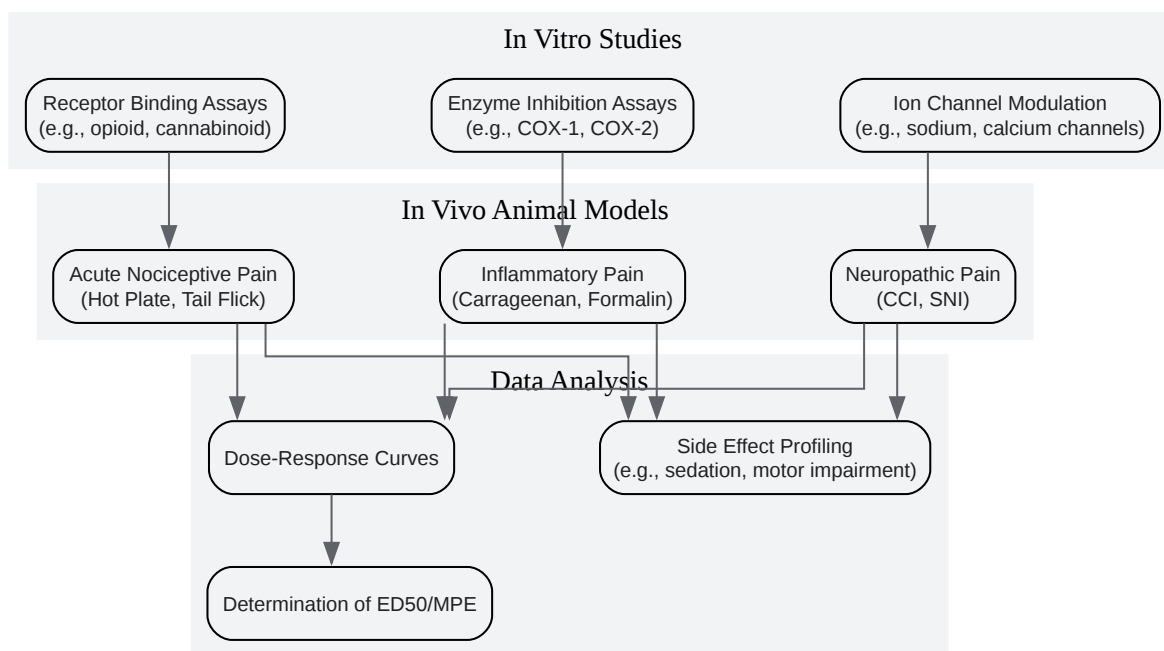 In Vitro Studies
Receptor Binding Assays
(e.g., opioid, cannabinoid)
Enzyme Inhibition Assays
(e.g., COX-1, COX-2)
Ion Channel Modulation
(e.g., sodium, calcium channels)
In Vivo Animal Models
Acute Nociceptive Pain
(Hot Plate, Tail Flick)
Inflammatory Pain
(Carrageenan, Formalin)
Neuropathic Pain
(CCI, SNI)
Data Analysis
Dose-Response Curves
Side Effect Profiling
(e.g., sedation, motor impairment)
Determination of ED50/MPE